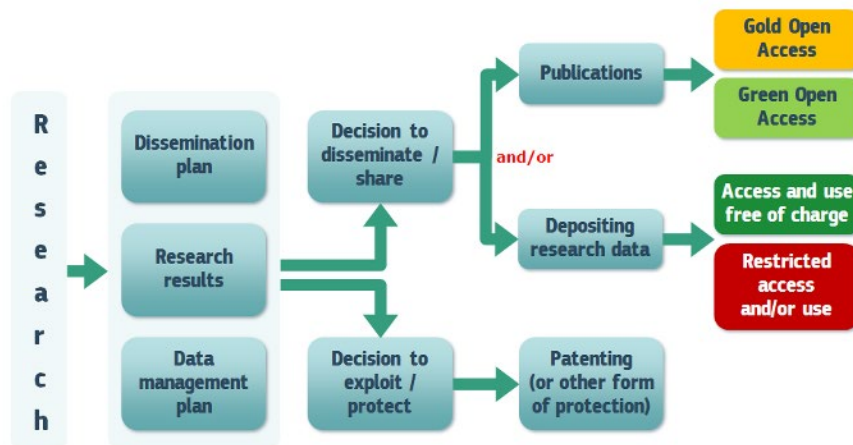 Research
Dissemination
plan
Research
results
Data
management
plan
Decision to
disseminate /
share
Decision to
exploit /
protect
and/or
Publications
Depositing
research data
Patenting
(or other form
of protection)
Gold Open
Access
Green Open
Access
Access and use
free of charge
Restricted
access
and/or use